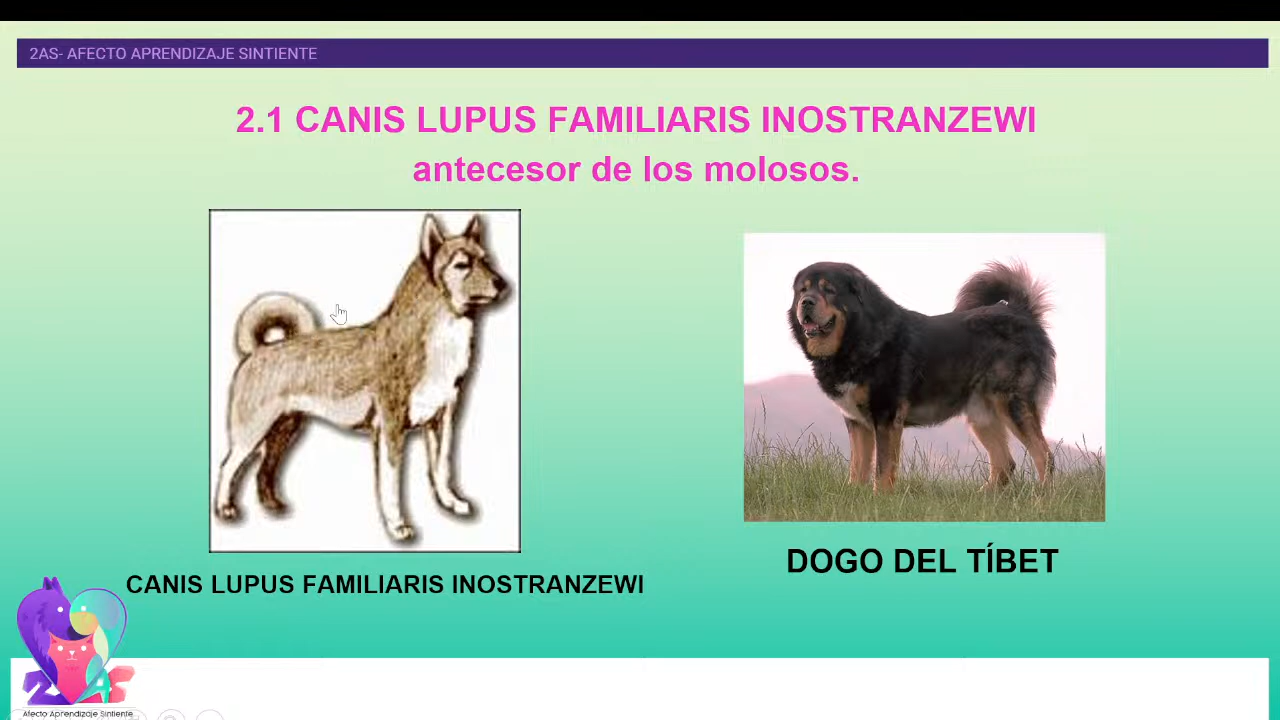 2AS- AFECTO APRENDIZAJE SINTIENTE
2.1 CANIS LUPUS FAMILIARIS INOSTRANZEWI
antecesor de los molosos.
CANIS LUPUS FAMILIARIS INOSTRANZEWI
DOGO DEL TÍBET
2AS
Afecto Aprendizaje Sintiente